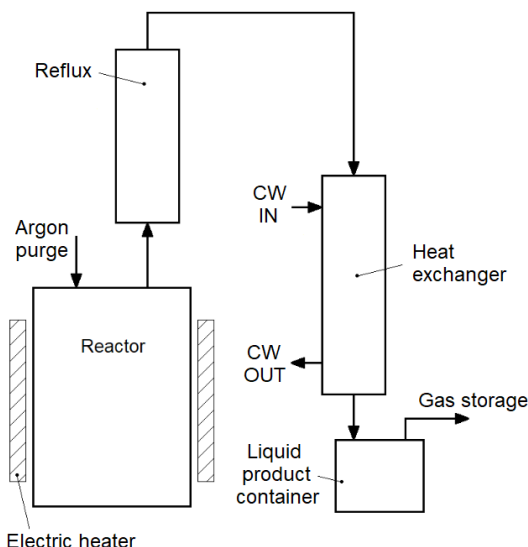 Reflux
CW
IN
Argon
purge
Heat
exchanger
Reactor
CW
OUT
Gas storage
Liquid
product
container
Electric heater